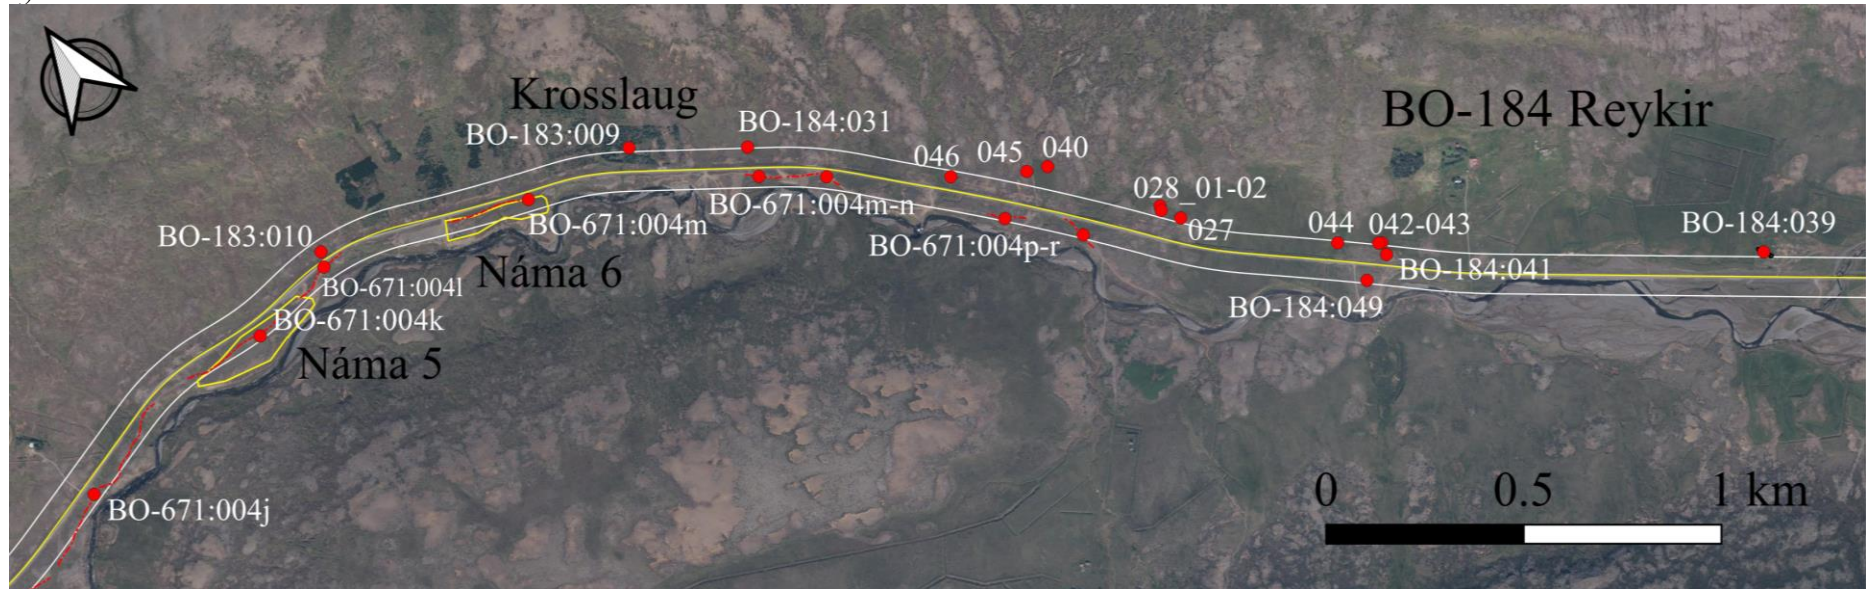 Krosslaug
BO-184 Reykir
BO-183:009
BO-184:031
046
045
040
028_01-02
027
BO-671:004m-n
BO-671:004m
BO-183:010
BO-671:004p-r
044
042-043
BO-184:039
BO-184:041
Náma 6
BO-671:004l
BO-184:049
BO-671:004k
Náma 5
BO-671:004j
0
0.5
1 km